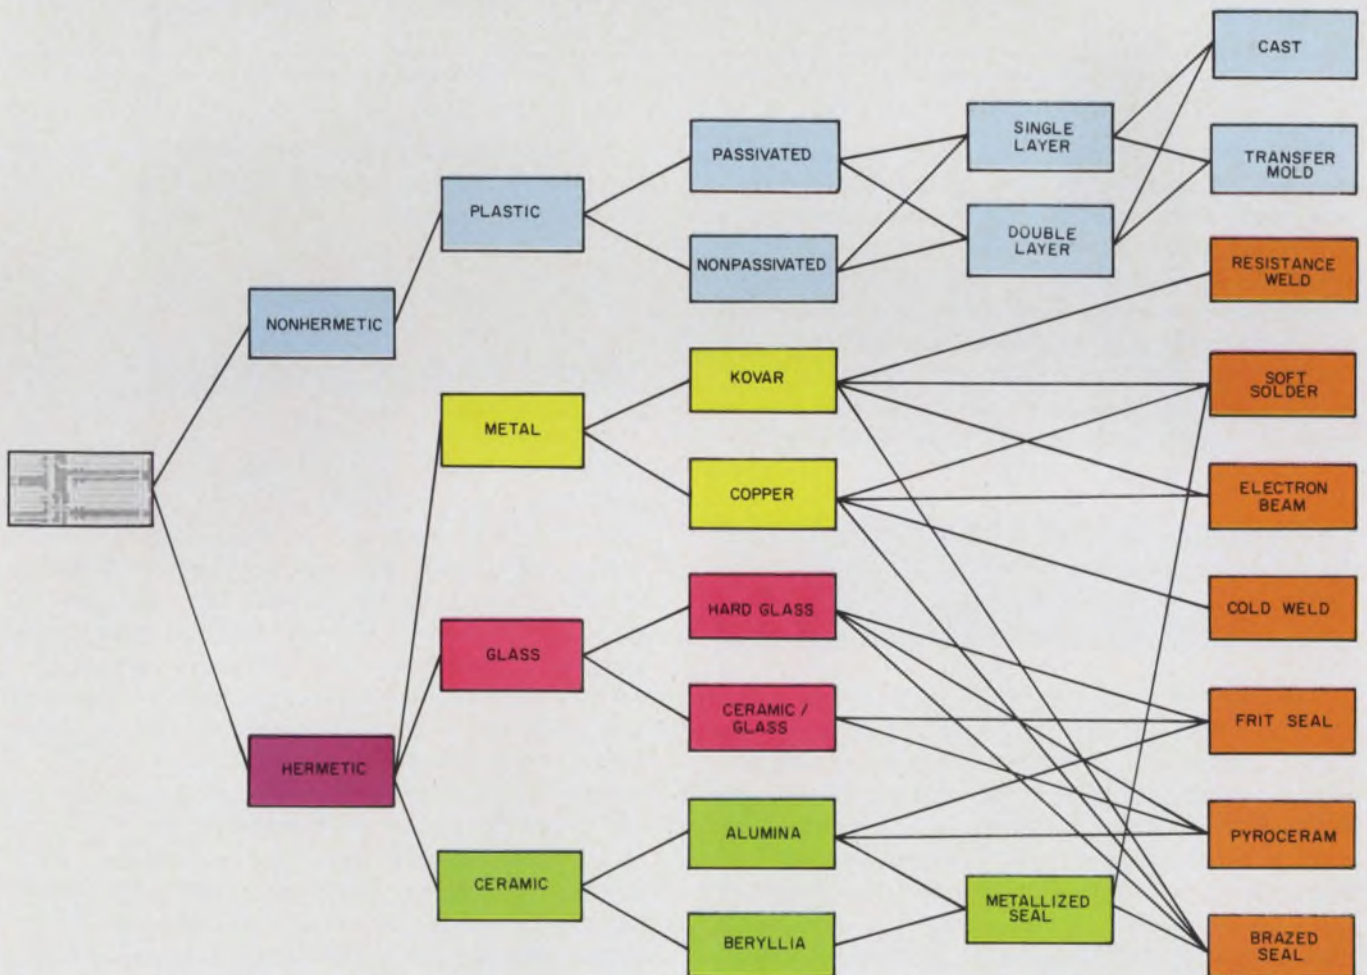 CAST
SINGLE
LAYER
PASSIVATED
TRANSFER
MOLD
PLASTIC
DOUBLE
LAYER
NONPASSIVATED
RESISTANCE
WELD
NONHERMETIC
KOVAR
SOFT
SOLDER
METAL
COPPER
ELECTRON
BEAM
HARD GLASS
COLD WELD
GLASS
CERAMIC /
GLASS
FRIT SEAL
HERMETIC
ALUMINA
PYROCERAM
CERAMIC
METALLIZED
SEAL
BERYLLIA
BRAZED
SEAL